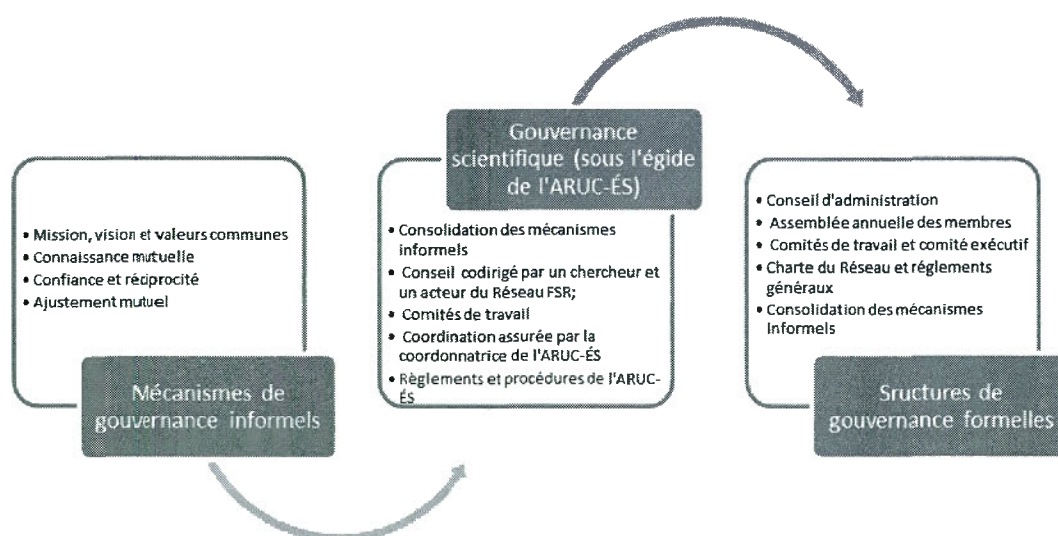 • Mission, vision et valeurs communes
• Connaissance mutuelle
• Confiance et réciprocité
• Ajustement mutuel
Mécanismes de
gouvernance informels
Gouvernance
scientifique (sous l'égide
de l'ARUC-ÉS)
• Consolidation des mécanismes
informels
• Conseil codirigé par un chercheur et
un acteur du Réseau FSR;
• Comités de travail
• Coordination assurée par la
coordonnatrice de l'ARUC-ÉS
• Règlements et procédures de l'ARUC-
ÉS
• Conseil d'administration
• Assemblée annuelle des membres
• Comités de travail et comité exécutif
• Charte du Réseau et réglements
généraux
• Consolidation des mécanismes
Informels
Sructures de
gouvernance formelles